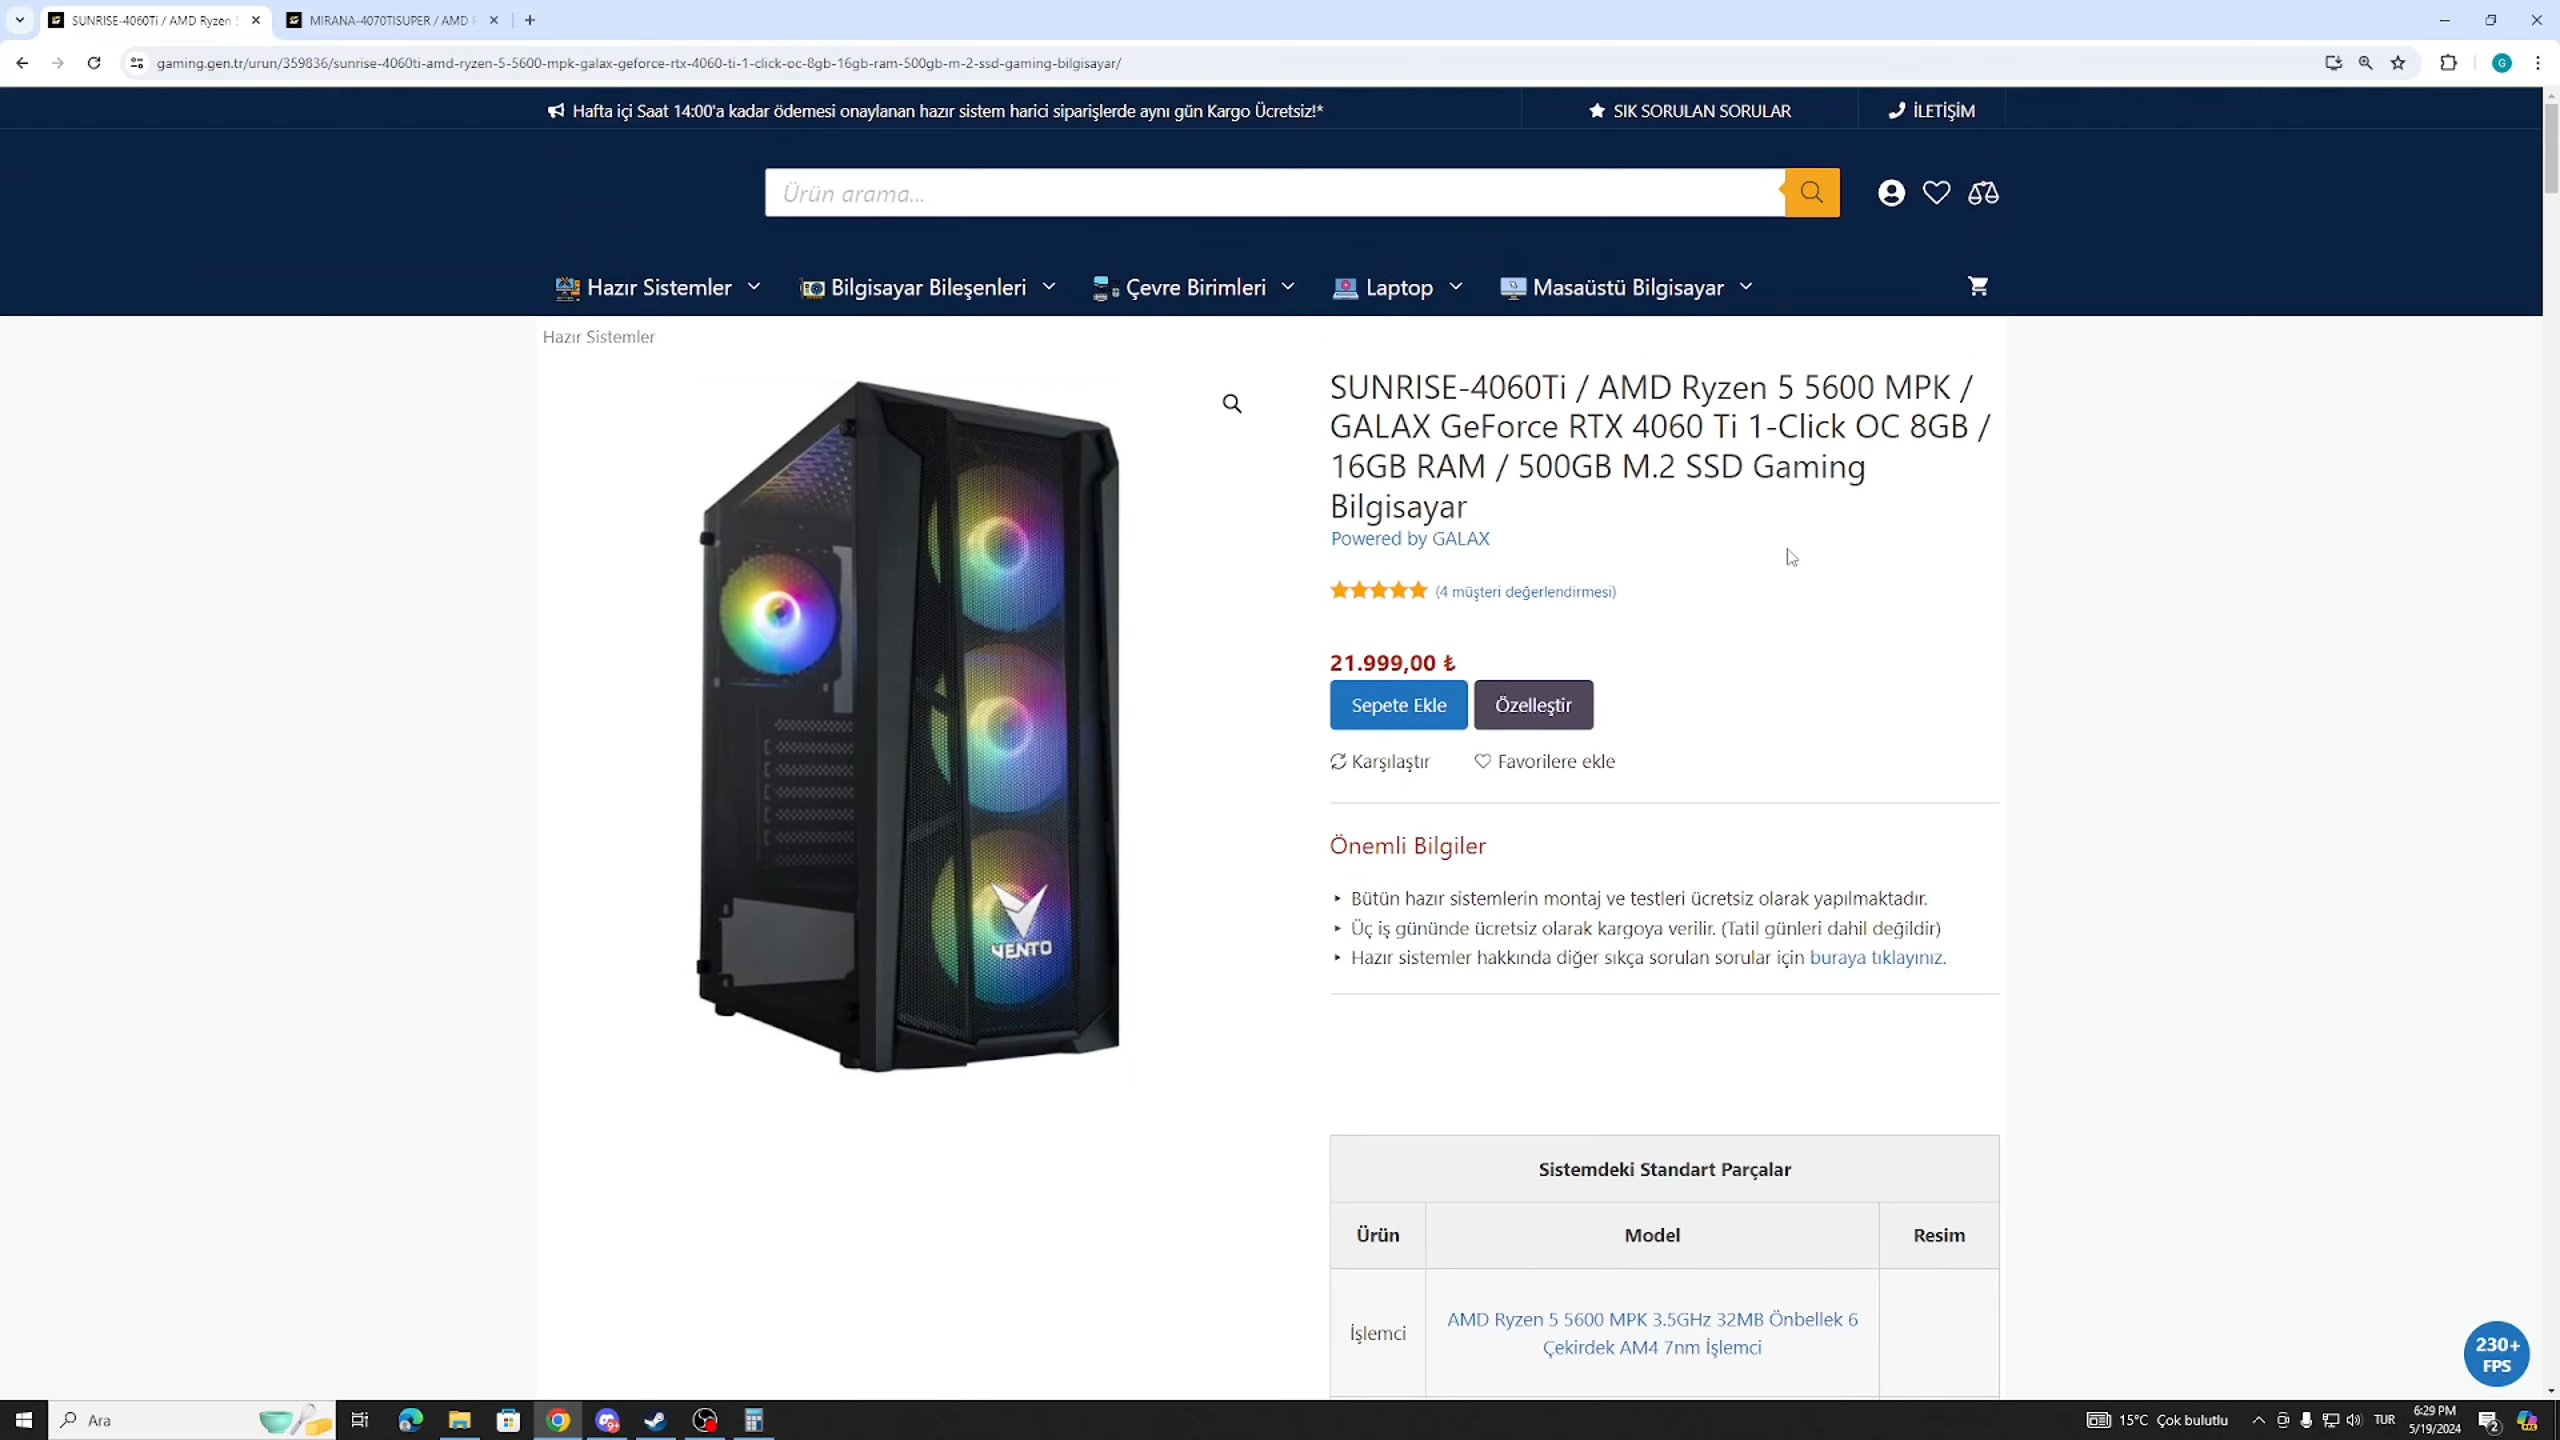 SUNRISE-4060Ti / AMD Ryzen 5
MIRANA-4070TISUPER / AMD
gaming.gen.tr/urun/359836/sunrise-4060ti-amd-ryzen-5-5600-mpk-galax-geforce-rtx-4060-ti-1-click-oc-8gb-16gb-ram-500gb-m-2-ssd-gaming-bilgisayar/
G
Hafta içi Saat 14:00'a kadar ödemesi onaylanan hazır sistem harici siparişlerde aynı gün Kargo Ücretsiz!*
SIK SORULAN SORULAR
İLETİŞİM
Ürün arama...
Hazır Sistemler
Bilgisayar Bileşenleri
Çevre Birimleri
Laptop
Masaüstü Bilgisayar
Hazır Sistemler
SUNRISE-4060Ti / AMD Ryzen 5 5600 MPK /
GALAX GeForce RTX 4060 Ti 1-Click OC 8GB /
16GB RAM / 500GB M.2 SSD Gaming
Bilgisayar
Powered by GALAX
(4 müşteri değerlendirmesi)
21.999,00 ₺
Sepete Ekle
Özelleştir
Karşılaştır
Favorilere ekle
Önemli Bilgiler
‣ Bütün hazır sistemlerin montaj ve testleri ücretsiz olarak yapılmaktadır.
‣ Üç iş gününde ücretsiz olarak kargoya verilir. (Tatil günleri dahil değildir)
‣ Hazır sistemler hakkında diğer sıkça sorulan sorular için buraya tıklayınız.
VENTO
Sistemdeki Standart Parçalar
Ürün
Model
Resim
İşlemci
AMD Ryzen 5 5600 MPK 3.5GHz 32MB Önbellek 6
Çekirdek AM4 7nm İşlemci
230+
FPS
Ara
15°C Çok bulutlu
TUR
6:29 PM
5/19/2024
2